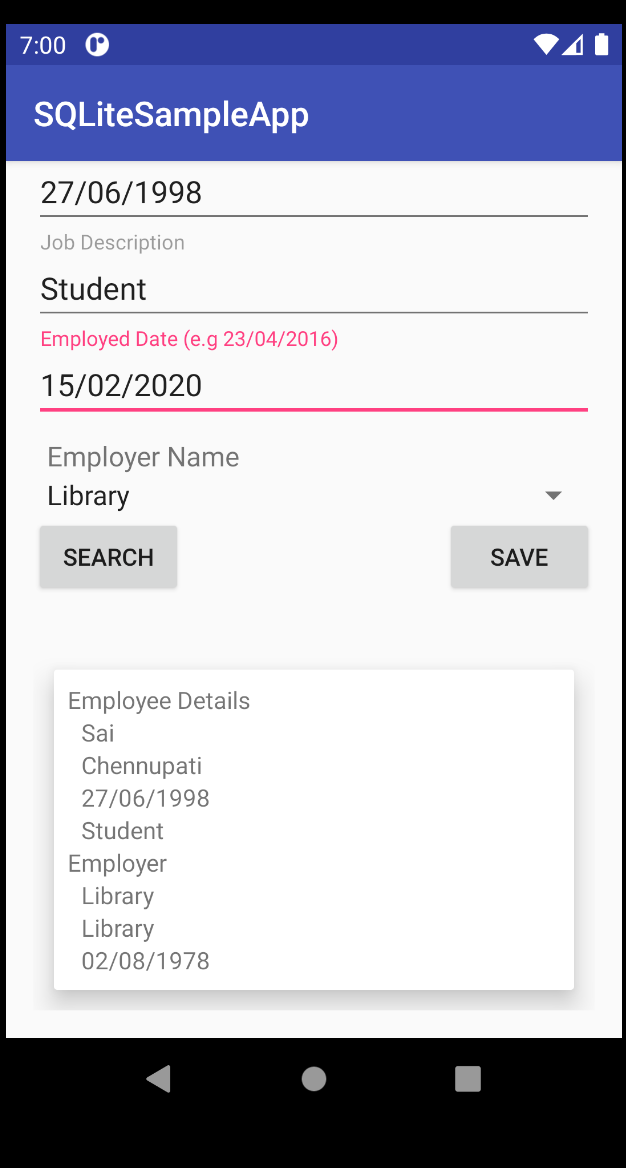 7:00
SQLiteSampleApp
27/06/1998
Job Description
Student
Employed Date (e.g 23/04/2016)
15/02/2020
Employer Name
Library
SEARCH SAVE
Employee Details
Sai
Chennupati
27/06/1998
Student
Employer
Library
Library
02/08/1978